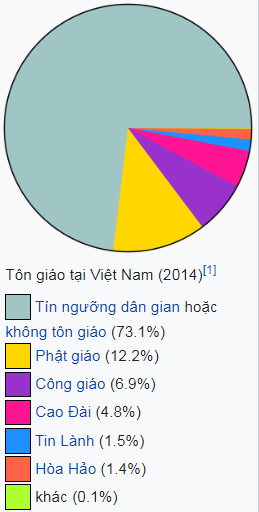 Tôn giáo tại Việt Nam (2014)[1]
Tín ngưỡng dân gian hoặc
không tôn giáo (73.1%)
Phật giáo (12.2%)
Công giáo (6.9%)
Cao Đài (4.8%)
Tin Lành (1.5%)
Hòa Hảo (1.4%)
khác (0.1%)